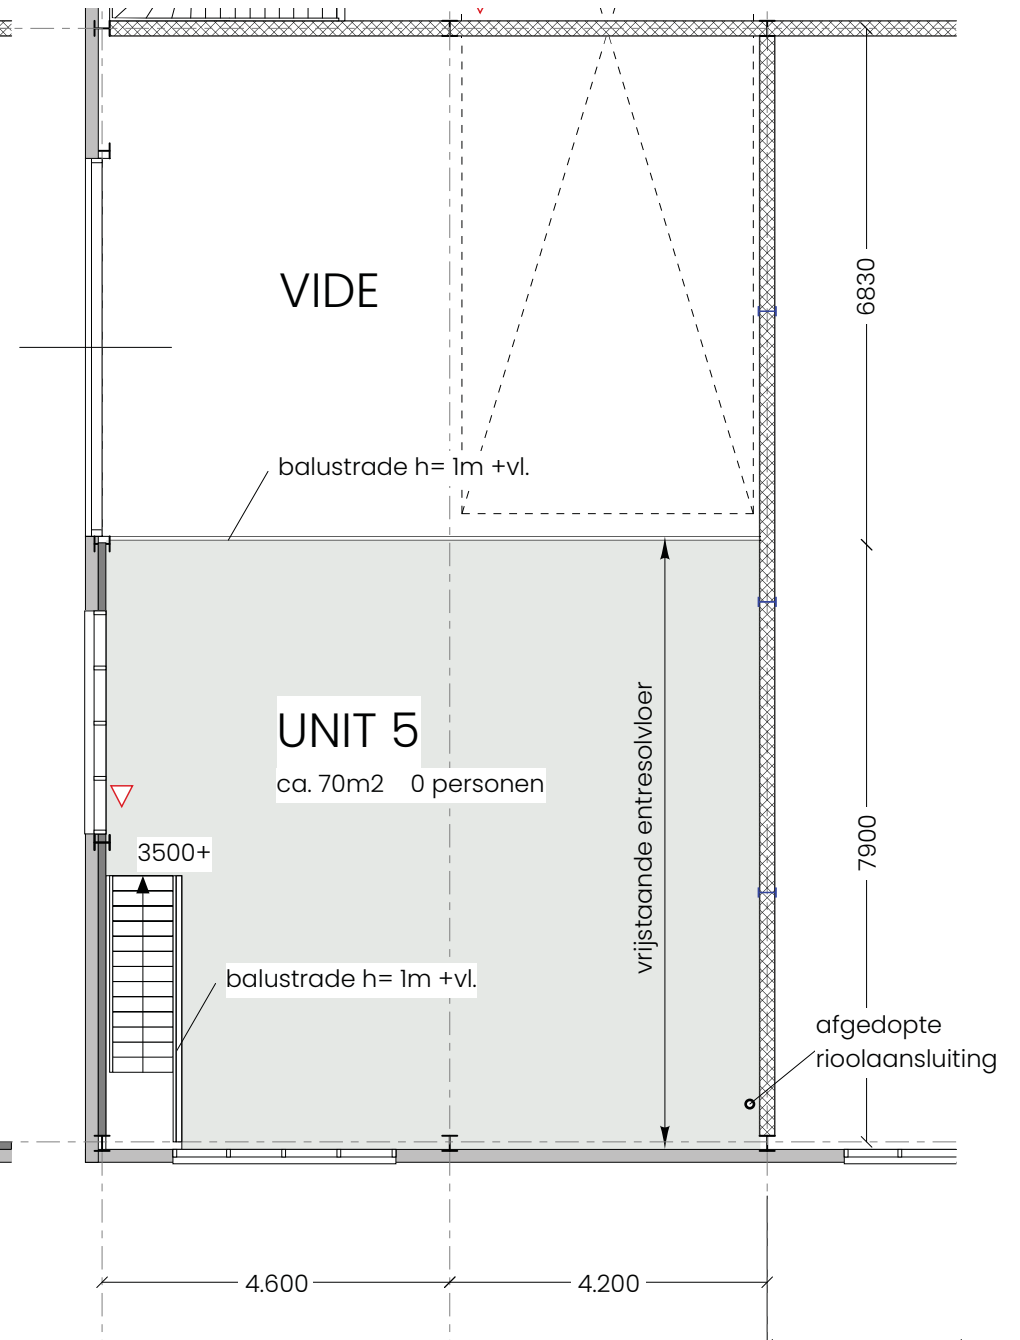 VIDE
6830
balustrade h= 1m +vl.
UNIT 5
ca. 70m2 0 personen
vrijstaande entresolvloer
7900
3500+
balustrade h= 1m +vl.
afgedopte
rioolaansluiting
4.600
4.200